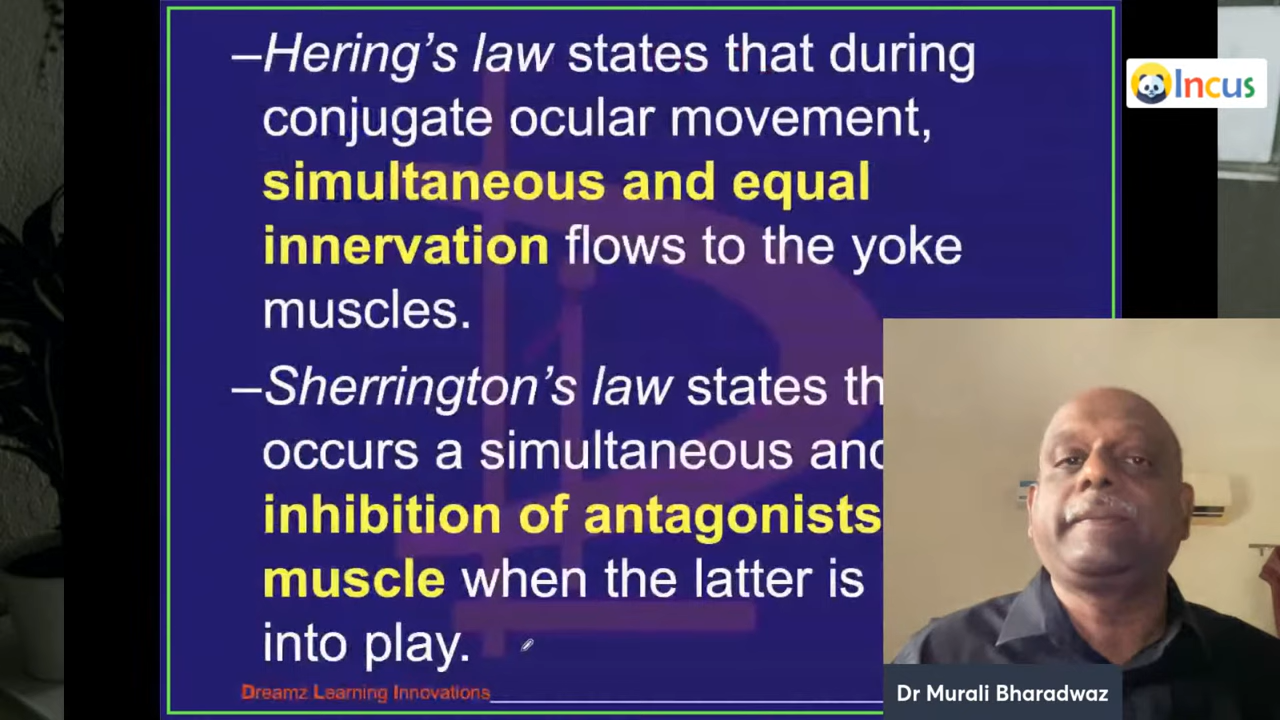 –Hering's law states that during
conjugate ocular movement,
simultaneous and equal
innervation flows to the yoke
muscles.
–Sherrington's law states
occurs a simultaneous
inhibition of antagonists
muscle when the latter is
into play.
Dreamz Learning Innovations
Incus
Dr Murali Bharadwaz